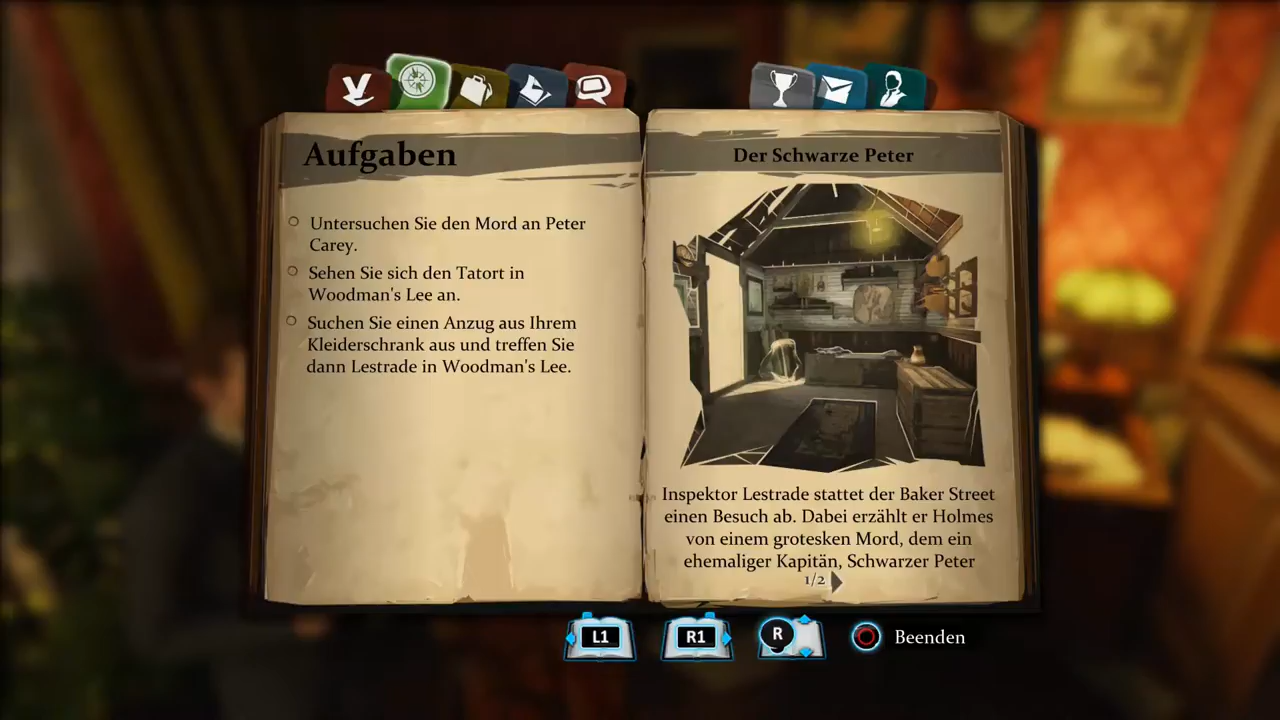 Aufgaben
Untersuchen Sie den Mord an Peter
Carey.
Sehen Sie sich den Tatort in
Woodman's Lee an.
Suchen Sie einen Anzug aus Ihrem
Kleiderschrank aus und treffen Sie
dann Lestrade in Woodman's Lee.
Der Schwarze Peter
Inspektor Lestrade stattet der Baker Street
einen Besuch ab. Dabei erzählt er Holmes
von einem grotesken Mord, dem ein
ehemaliger Kapitän, Schwarzer Peter
1/2
L1 R1 R Beenden